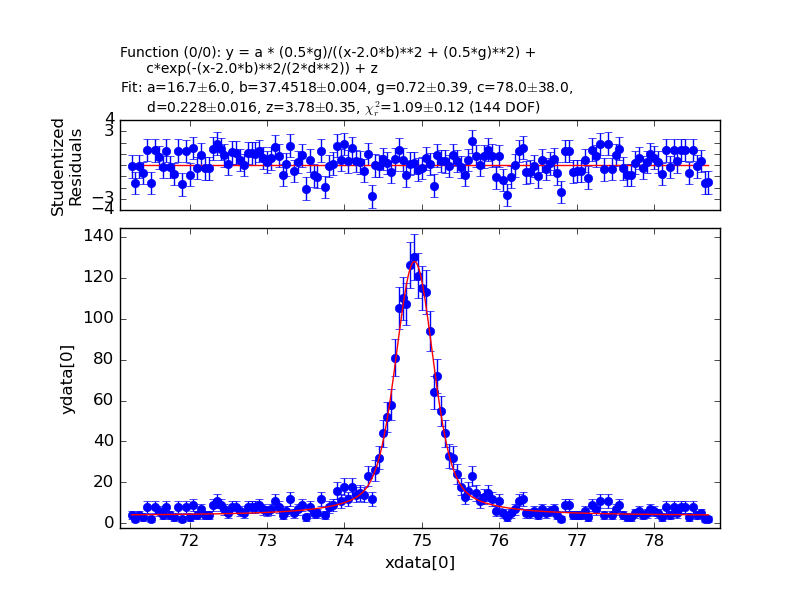 Function (0/0): y = a * (0.5*g)/((x-2.0*b)**2 + (0.5*g)**2) +
c*exp(-(x-2.0*b)**2/(2*d**2)) + z
Fit: a=16.7±6.0, b=37.4518±0.004, g=0.72±0.39, c=78.0±38.0,
d=0.228±0.016, z=3.78±0.35, χ²ᵣ=1.09±0.12 (144 DOF)
Studentized
Residuals
4
3
−3
−4
ydata[0]
140
120
100
80
60
40
20
0
72 73 74 75 76 77 78
xdata[0]